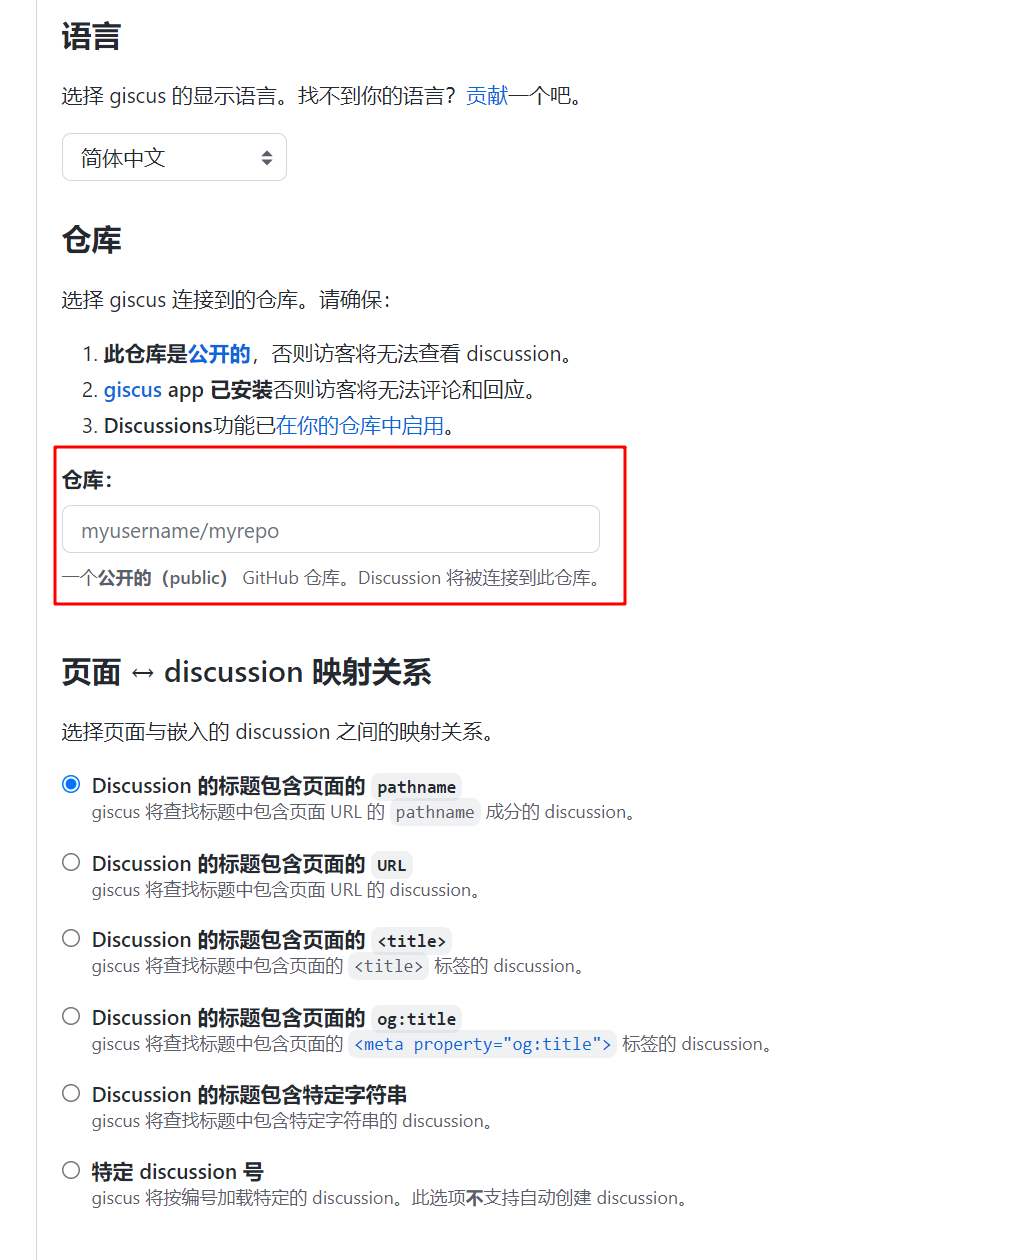 语言
选择 giscus 的显示语言。找不到你的语言？贡献一个吧。
简体中文
仓库
选择 giscus 连接到的仓库。请确保：
1. 此仓库是公开的，否则访客将无法查看 discussion。
2. giscus app 已安装否则访客将无法评论和回应。
3. Discussions功能已在你的仓库中启用。
仓库：
myusername/myrepo
一个公开的（public） GitHub 仓库。Discussion 将被连接到此仓库。
页面 ↔ discussion 映射关系
选择页面与嵌入的 discussion 之间的映射关系。
Discussion 的标题包含页面的 pathname
giscus 将查找标题中包含页面 URL 的 pathname 成分的 discussion。
Discussion 的标题包含页面的 URL
giscus 将查找标题中包含页面 URL 的 discussion。
Discussion 的标题包含页面的 <title>
giscus 将查找标题中包含页面的 <title> 标签的 discussion。
Discussion 的标题包含页面的 og:title
giscus 将查找标题中包含页面的 <meta property="og:title"> 标签的 discussion。
Discussion 的标题包含特定字符串
giscus 将查找标题中包含特定字符串的 discussion。
特定 discussion 号
giscus 将按编号加载特定的 discussion。此选项不支持自动创建 discussion。